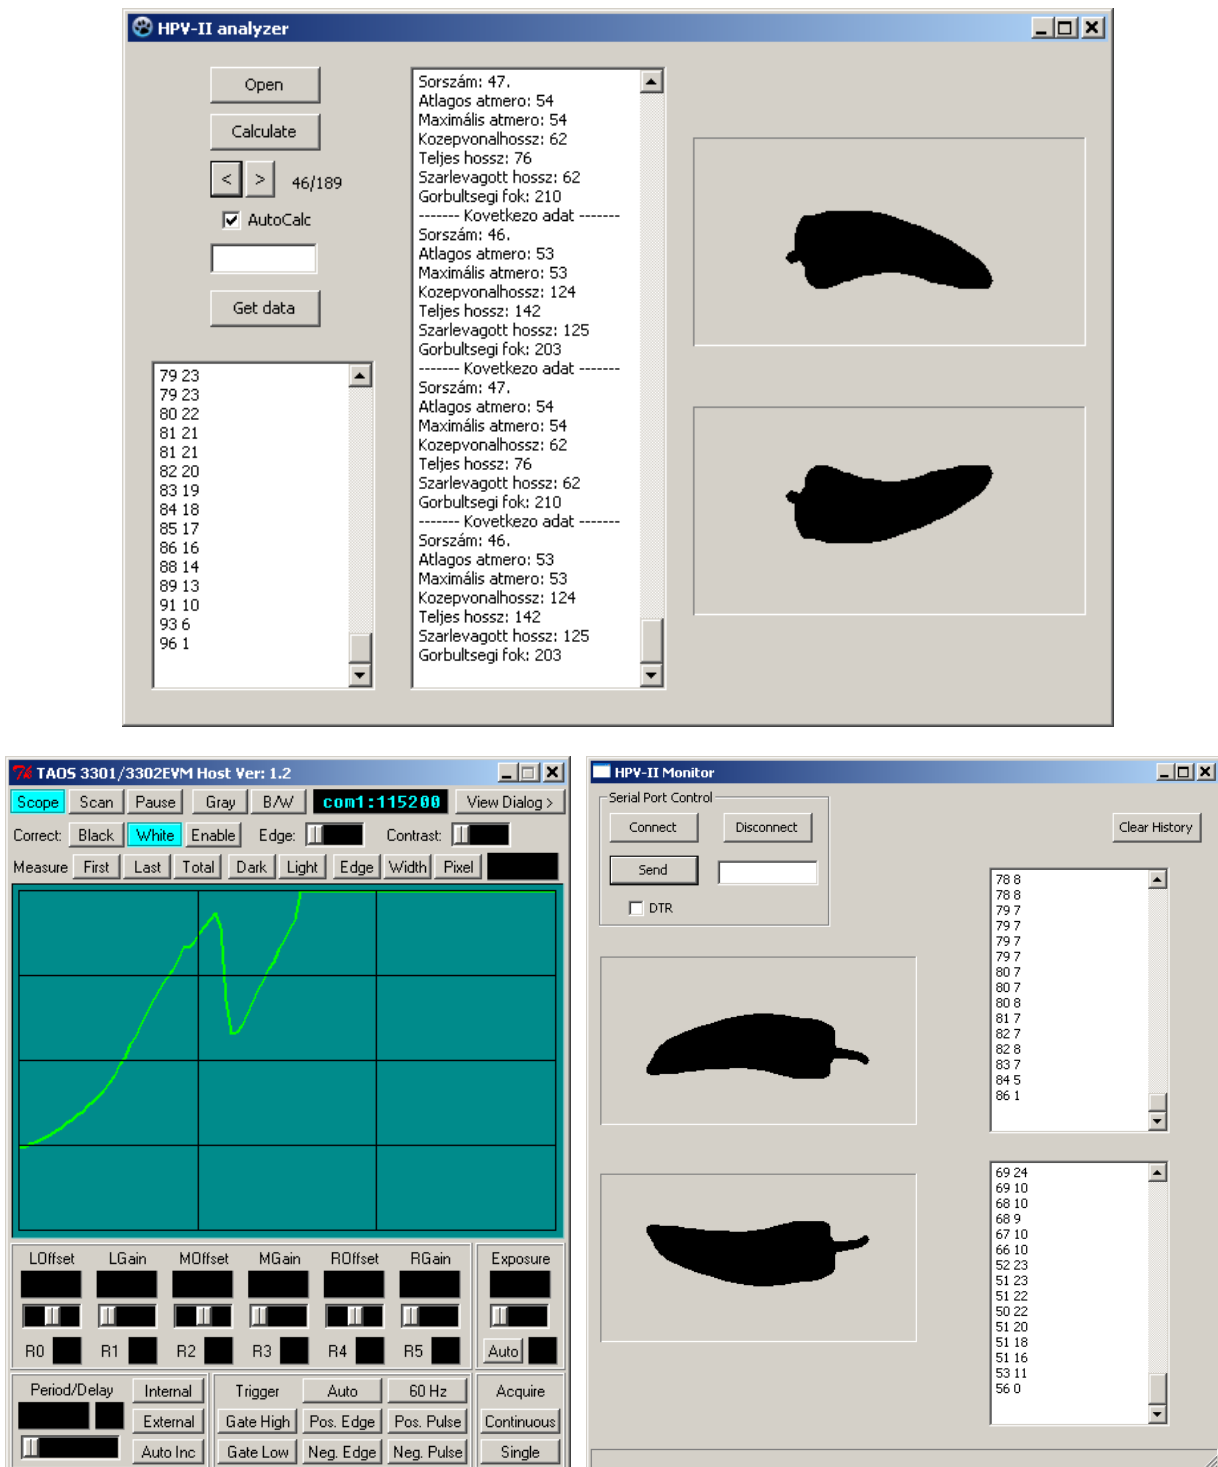 HPV-II analyzer
Open
Calculate
< > 46/189
AutoCalc
Get data
79 23
79 23
80 22
81 21
81 21
82 20
83 19
84 18
85 17
86 16
88 14
89 13
91 10
93 6
96 1
Sorszám: 47.
Atlagos atmero: 54
Maximális atmero: 54
Kozepvonalhossz: 62
Teljes hossz: 76
Szarlevagott hossz: 62
Gorbultsegi fok: 210
------- Kovetkezo adat -------
Sorszám: 46.
Atlagos atmero: 53
Maximális atmero: 53
Kozepvonalhossz: 124
Teljes hossz: 142
Szarlevagott hossz: 125
Gorbultsegi fok: 203
------- Kovetkezo adat -------
Sorszám: 47.
Atlagos atmero: 54
Maximális atmero: 54
Kozepvonalhossz: 62
Teljes hossz: 76
Szarlevagott hossz: 62
Gorbultsegi fok: 210
------- Kovetkezo adat -------
Sorszám: 46.
Atlagos atmero: 53
Maximális atmero: 53
Kozepvonalhossz: 124
Teljes hossz: 142
Szarlevagott hossz: 125
Gorbultsegi fok: 203
TAOS 3301/3302EVM Host Ver: 1.2
Scope Scan Pause Gray B/W com1:115200 View Dialog >
Correct: Black White Enable Edge: Contrast:
Measure First Last Total Dark Light Edge Width Pixel
LOffset LGain MOffset MGain ROffset RGain Exposure
R0 R1 R2 R3 R4 R5 Auto
Period/Delay Internal Trigger Auto 60 Hz Acquire
External Gate High Pos. Edge Pos. Pulse Continuous
Auto Inc Gate Low Neg. Edge Neg. Pulse Single
HPV-II Monitor
Serial Port Control
Connect Disconnect
Send
DTR
Clear History
78 8
78 8
79 7
79 7
79 7
79 7
80 7
80 7
80 8
81 7
82 7
82 8
83 7
84 5
86 1
69 24
69 10
68 10
68 9
67 10
66 10
52 23
51 23
51 22
50 22
51 20
51 18
51 16
53 11
56 0